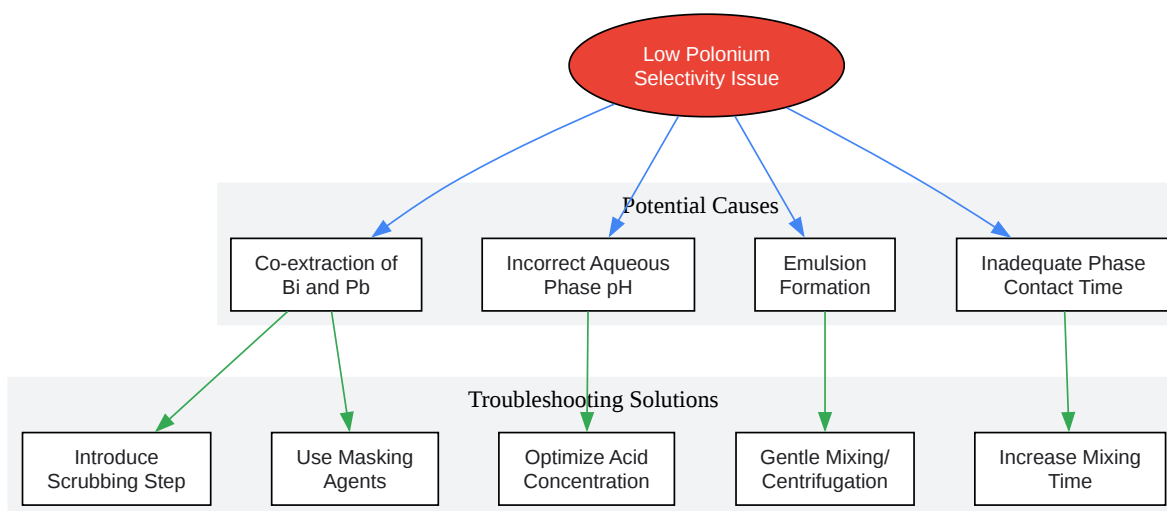 Low Polonium
Selectivity Issue
Potential Causes
Co-extraction of
Bi and Pb
Incorrect Aqueous
Phase pH
Emulsion
Formation
Inadequate Phase
Contact Time
Troubleshooting Solutions
Introduce
Scrubbing Step
Use Masking
Agents
Optimize Acid
Concentration
Gentle Mixing/
Centrifugation
Increase Mixing
Time